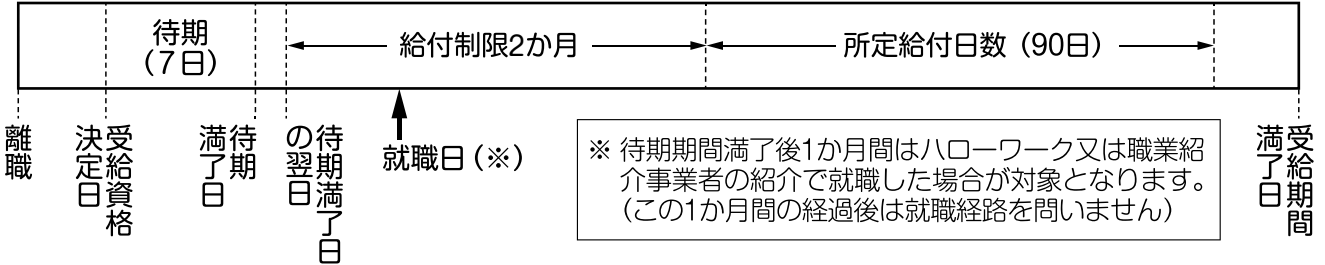 待期
（7日）
給付制限2か月
所定給付日数（90日）
離職
受給資格
決定日
待期
満了日
待期満了日
の翌日
就職日（※）
※ 待期期間満了後1か月間はハローワーク又は職業紹
介事業者の紹介で就職した場合が対象となります。
（この1か月間の経過後は就職経路を問いません）
受給期間
満了日